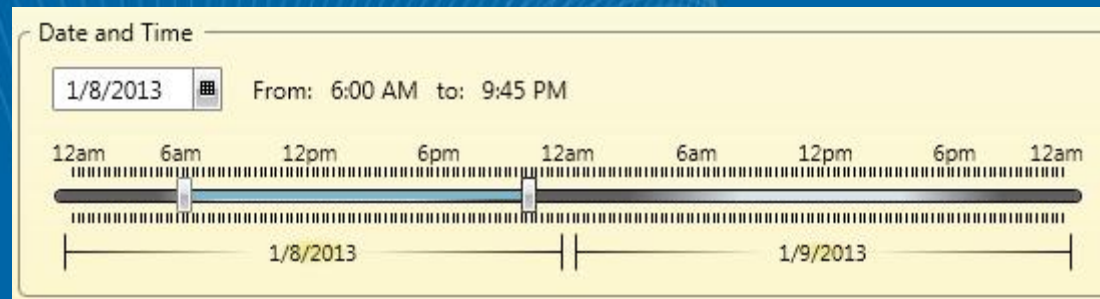 Date and Time
1/8/2013 From: 6:00 AM to: 9:45 PM
12am 6am 12pm 6pm 12am 6am 12pm 6pm 12am
1/8/2013 1/9/2013